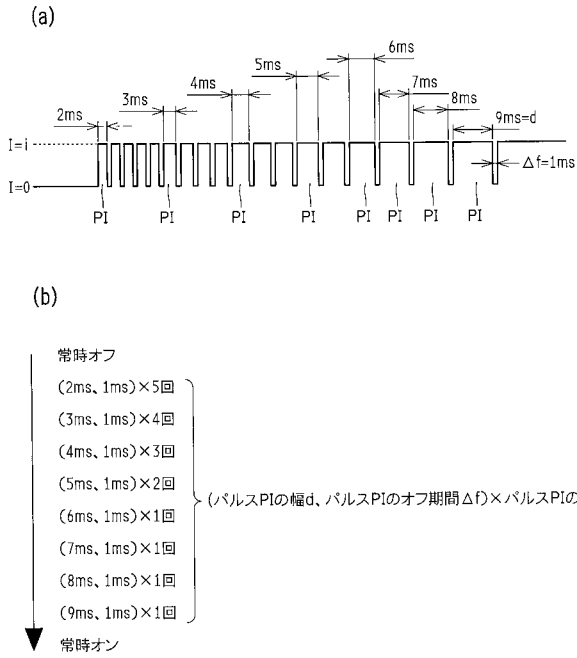 (a)
6ms
5ms
7ms
4ms
8ms
3ms
2ms
9ms=d
I=i
Δf=1ms
I=0
PI PI PI PI PI PI PI PI
(b)
常時オフ
(2ms、1ms)×5回
(3ms、1ms)×4回
(4ms、1ms)×3回
(5ms、1ms)×2回
(パルスPIの幅d、パルスPIのオフ期間Δf)×パルスPIの
(6ms、1ms)×1回
(7ms、1ms)×1回
(8ms、1ms)×1回
(9ms、1ms)×1回
常時オン